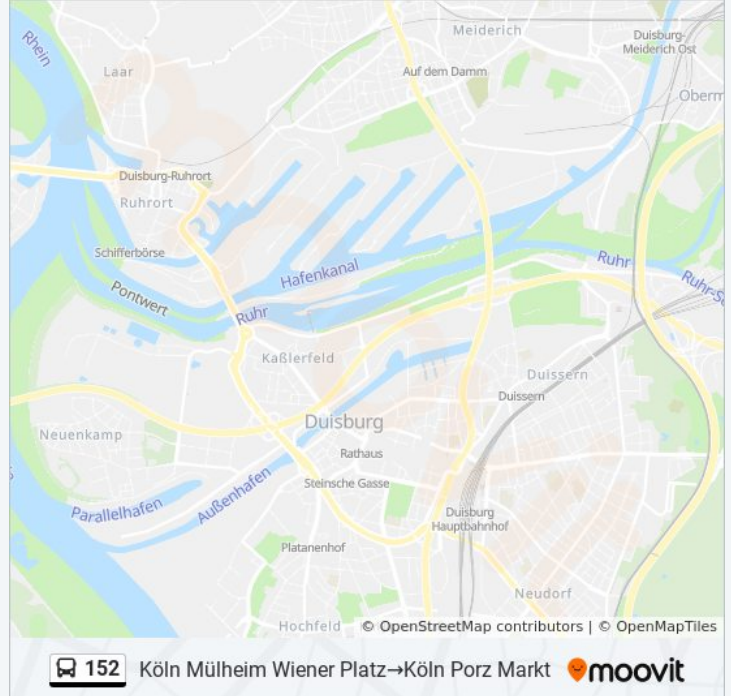 Rhein
Meiderich
Duisburg-
Meiderich Ost
Laar
Auf dem Damm
Oberm
Duisburg-Ruhrort
Ruhrort
Schifferbörse
Hafenkanal
Ruhr
Ruhr-S
Pontwert
Ruhr
Kaßlerfeld
Duissern
Duissern
Duisburg
Neuenkamp
Rathaus
Steinsche Gasse
Außenhafen
Parallelhafen
Duisburg
Hauptbahnhof
Platanenhof
Neudorf
Hochfeld
© OpenStreetMap contributors | © OpenMapTiles
152 Köln Mülheim Wiener Platz→Köln Porz Markt moovit